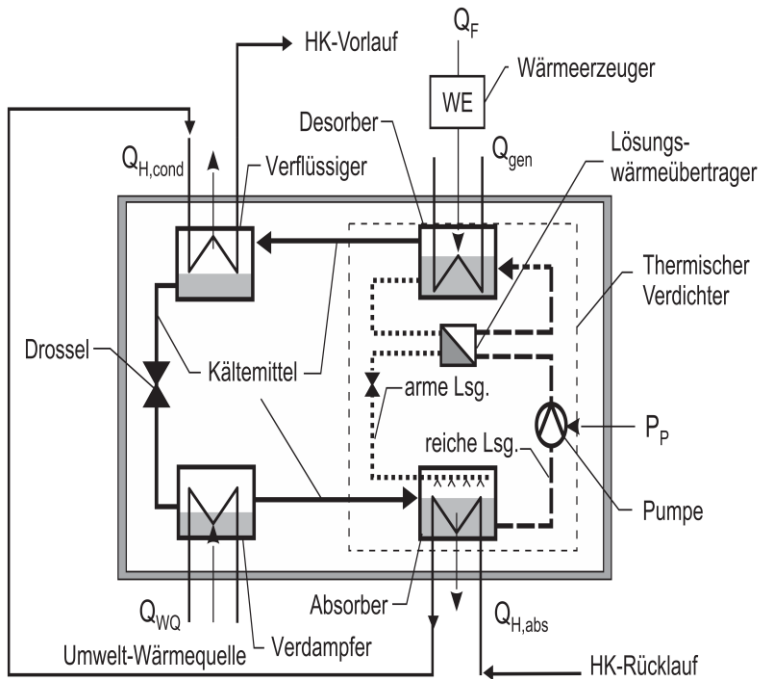 HK-Vorlauf
Q_F
Wärmeerzeuger
WE
Desorber
Lösungs-
wärmeübertrager
Q_H,cond
Verflüssiger
Q_gen
Thermischer
Verdichter
Drossel
Kältemittel
arme Lsg.
reiche Lsg.
P_P
Pumpe
Q_WQ
Absorber
Q_H,abs
Verdampfer
Umwelt-Wärmequelle
HK-Rücklauf